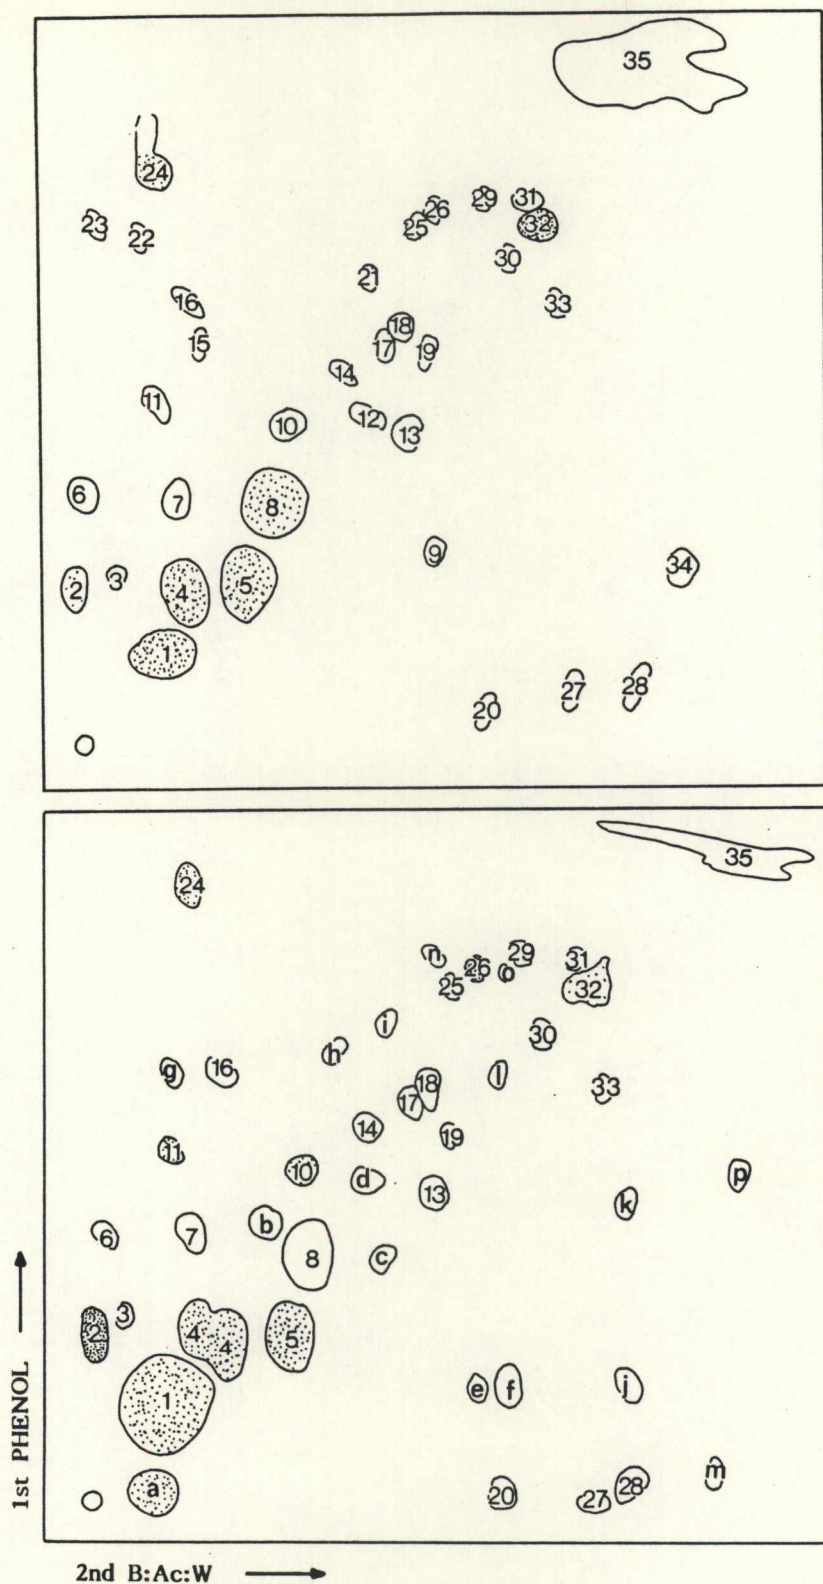 35
24
29 31
26
23 22 25 32
30
21
16 33
18
15 17 19
14
11
10 12 13
6 7 8
9
34
2 3 4 5
1
28
27
20
35
24
n 29 31
26 o
25 32
i
h 30
g 16 18 l
17 33
14
11 19
10 d p
13 k
b
6 7
8 c
3
2 4 4 5
e f j
1
m
a 20 27 28
1st PHENOL
2nd B:Ac:W